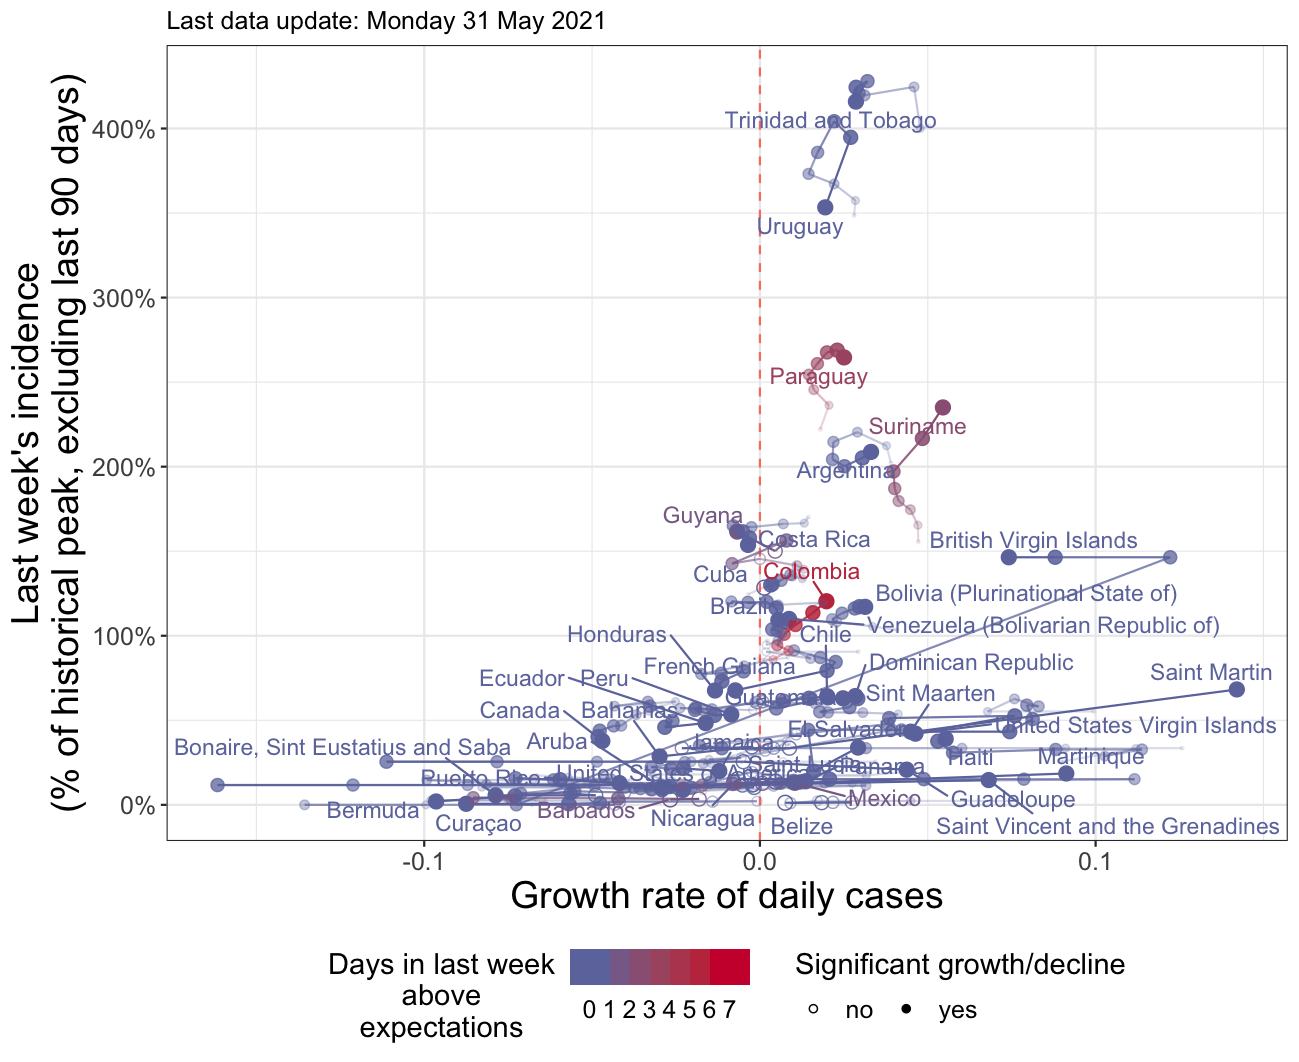 Last data update: Monday 31 May 2021
Last week's incidence
(% of historical peak, excluding last 90 days)
400%
300%
200%
100%
0%
Trinidad and Tobago
Uruguay
Paraguay
Suriname
Argentina
Guyana
Costa Rica
British Virgin Islands
Cuba
Colombia
Bolivia (Plurinational State of)
Brazil
Venezuela (Bolivarian Republic of)
Honduras
Chile
French Guiana
Dominican Republic
Saint Martin
Ecuador
Peru
Guatemala
Sint Maarten
Canada
Bahamas
El Salvador
United States Virgin Islands
Aruba
Jamaica
Bonaire, Sint Eustatius and Saba
Haiti
Martinique
Saint Lucia
Panama
Puerto Rico
United States of America
Mexico
Guadeloupe
Bermuda
Barbados
Curaçao
Nicaragua
Belize
Saint Vincent and the Grenadines
-0.1
0.0
0.1
Growth rate of daily cases
Days in last week
above
expectations
0 1 2 3 4 5 6 7
Significant growth/decline
no
yes